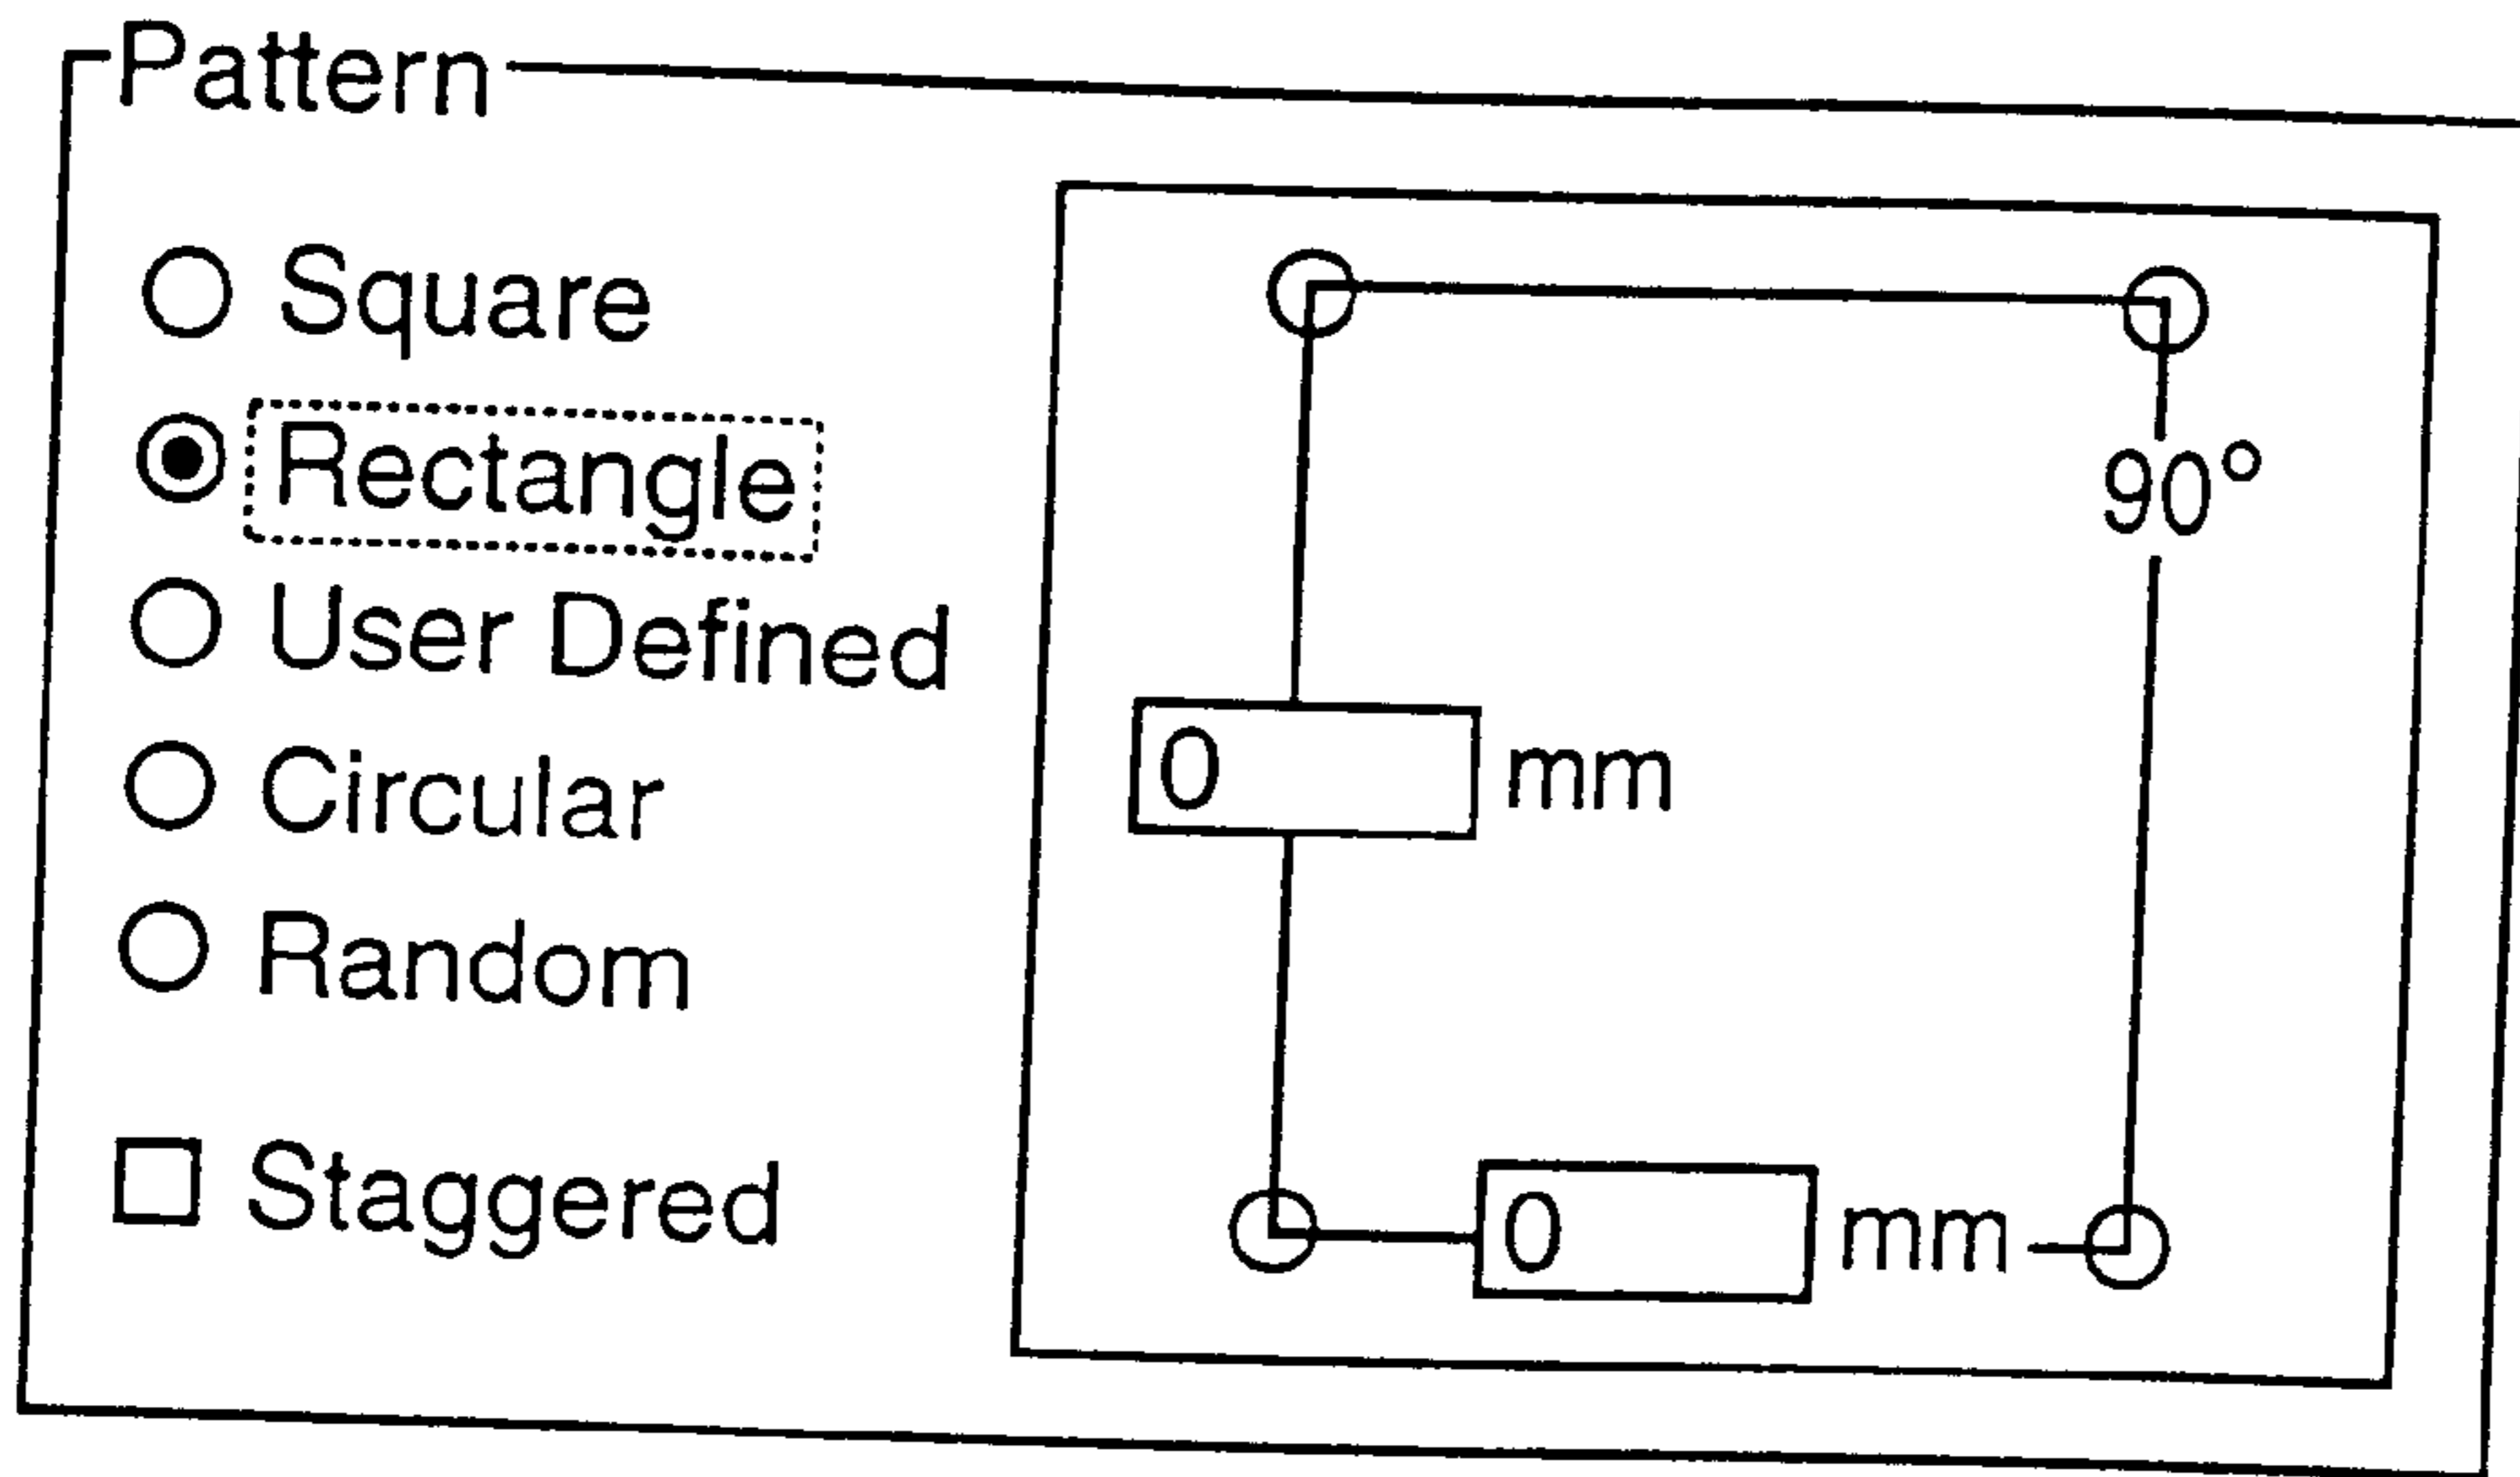 Pattern
Square
Rectangle
User Defined
Circular
Random
Staggered
90°
0 mm
0 mm